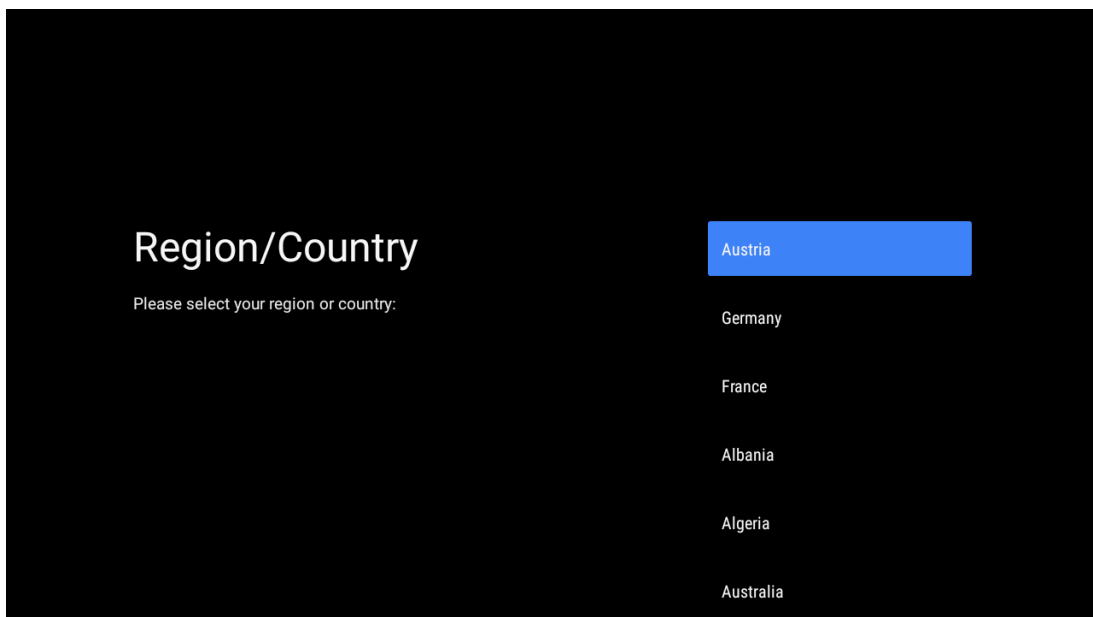 Region/Country
Please select your region or country:
Austria
Germany
France
Albania
Algeria
Australia